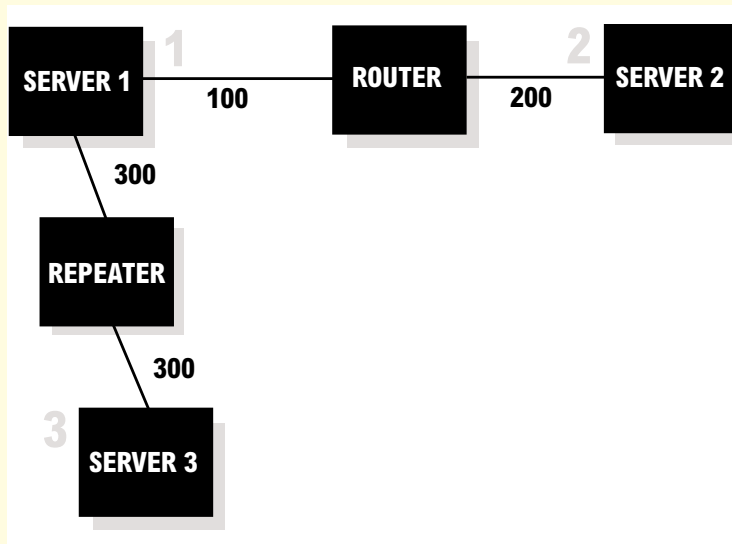 1
2
SERVER 1
ROUTER
SERVER 2
100
200
300
REPEATER
300
3
SERVER 3